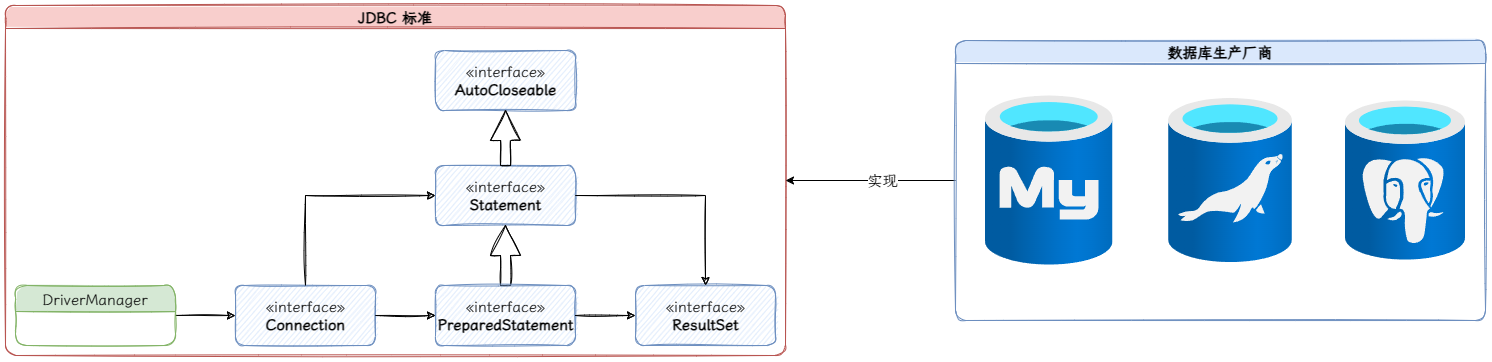 JDBC 标准
数据库生产厂商
«interface»
AutoCloseable
My
«interface»
Statement
实现
DriverManager
«interface»
Connection
«interface»
PreparedStatement
«interface»
ResultSet